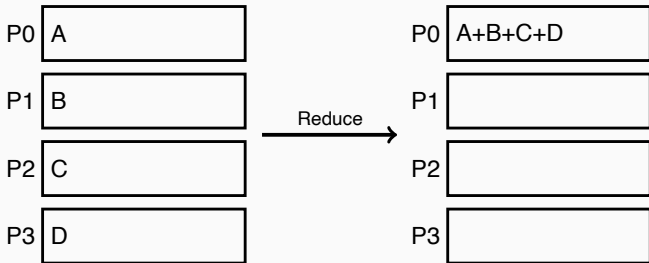 P0 A
P1 B
P2 C
P3 D
Reduce
P0 A+B+C+D
P1
P2
P3